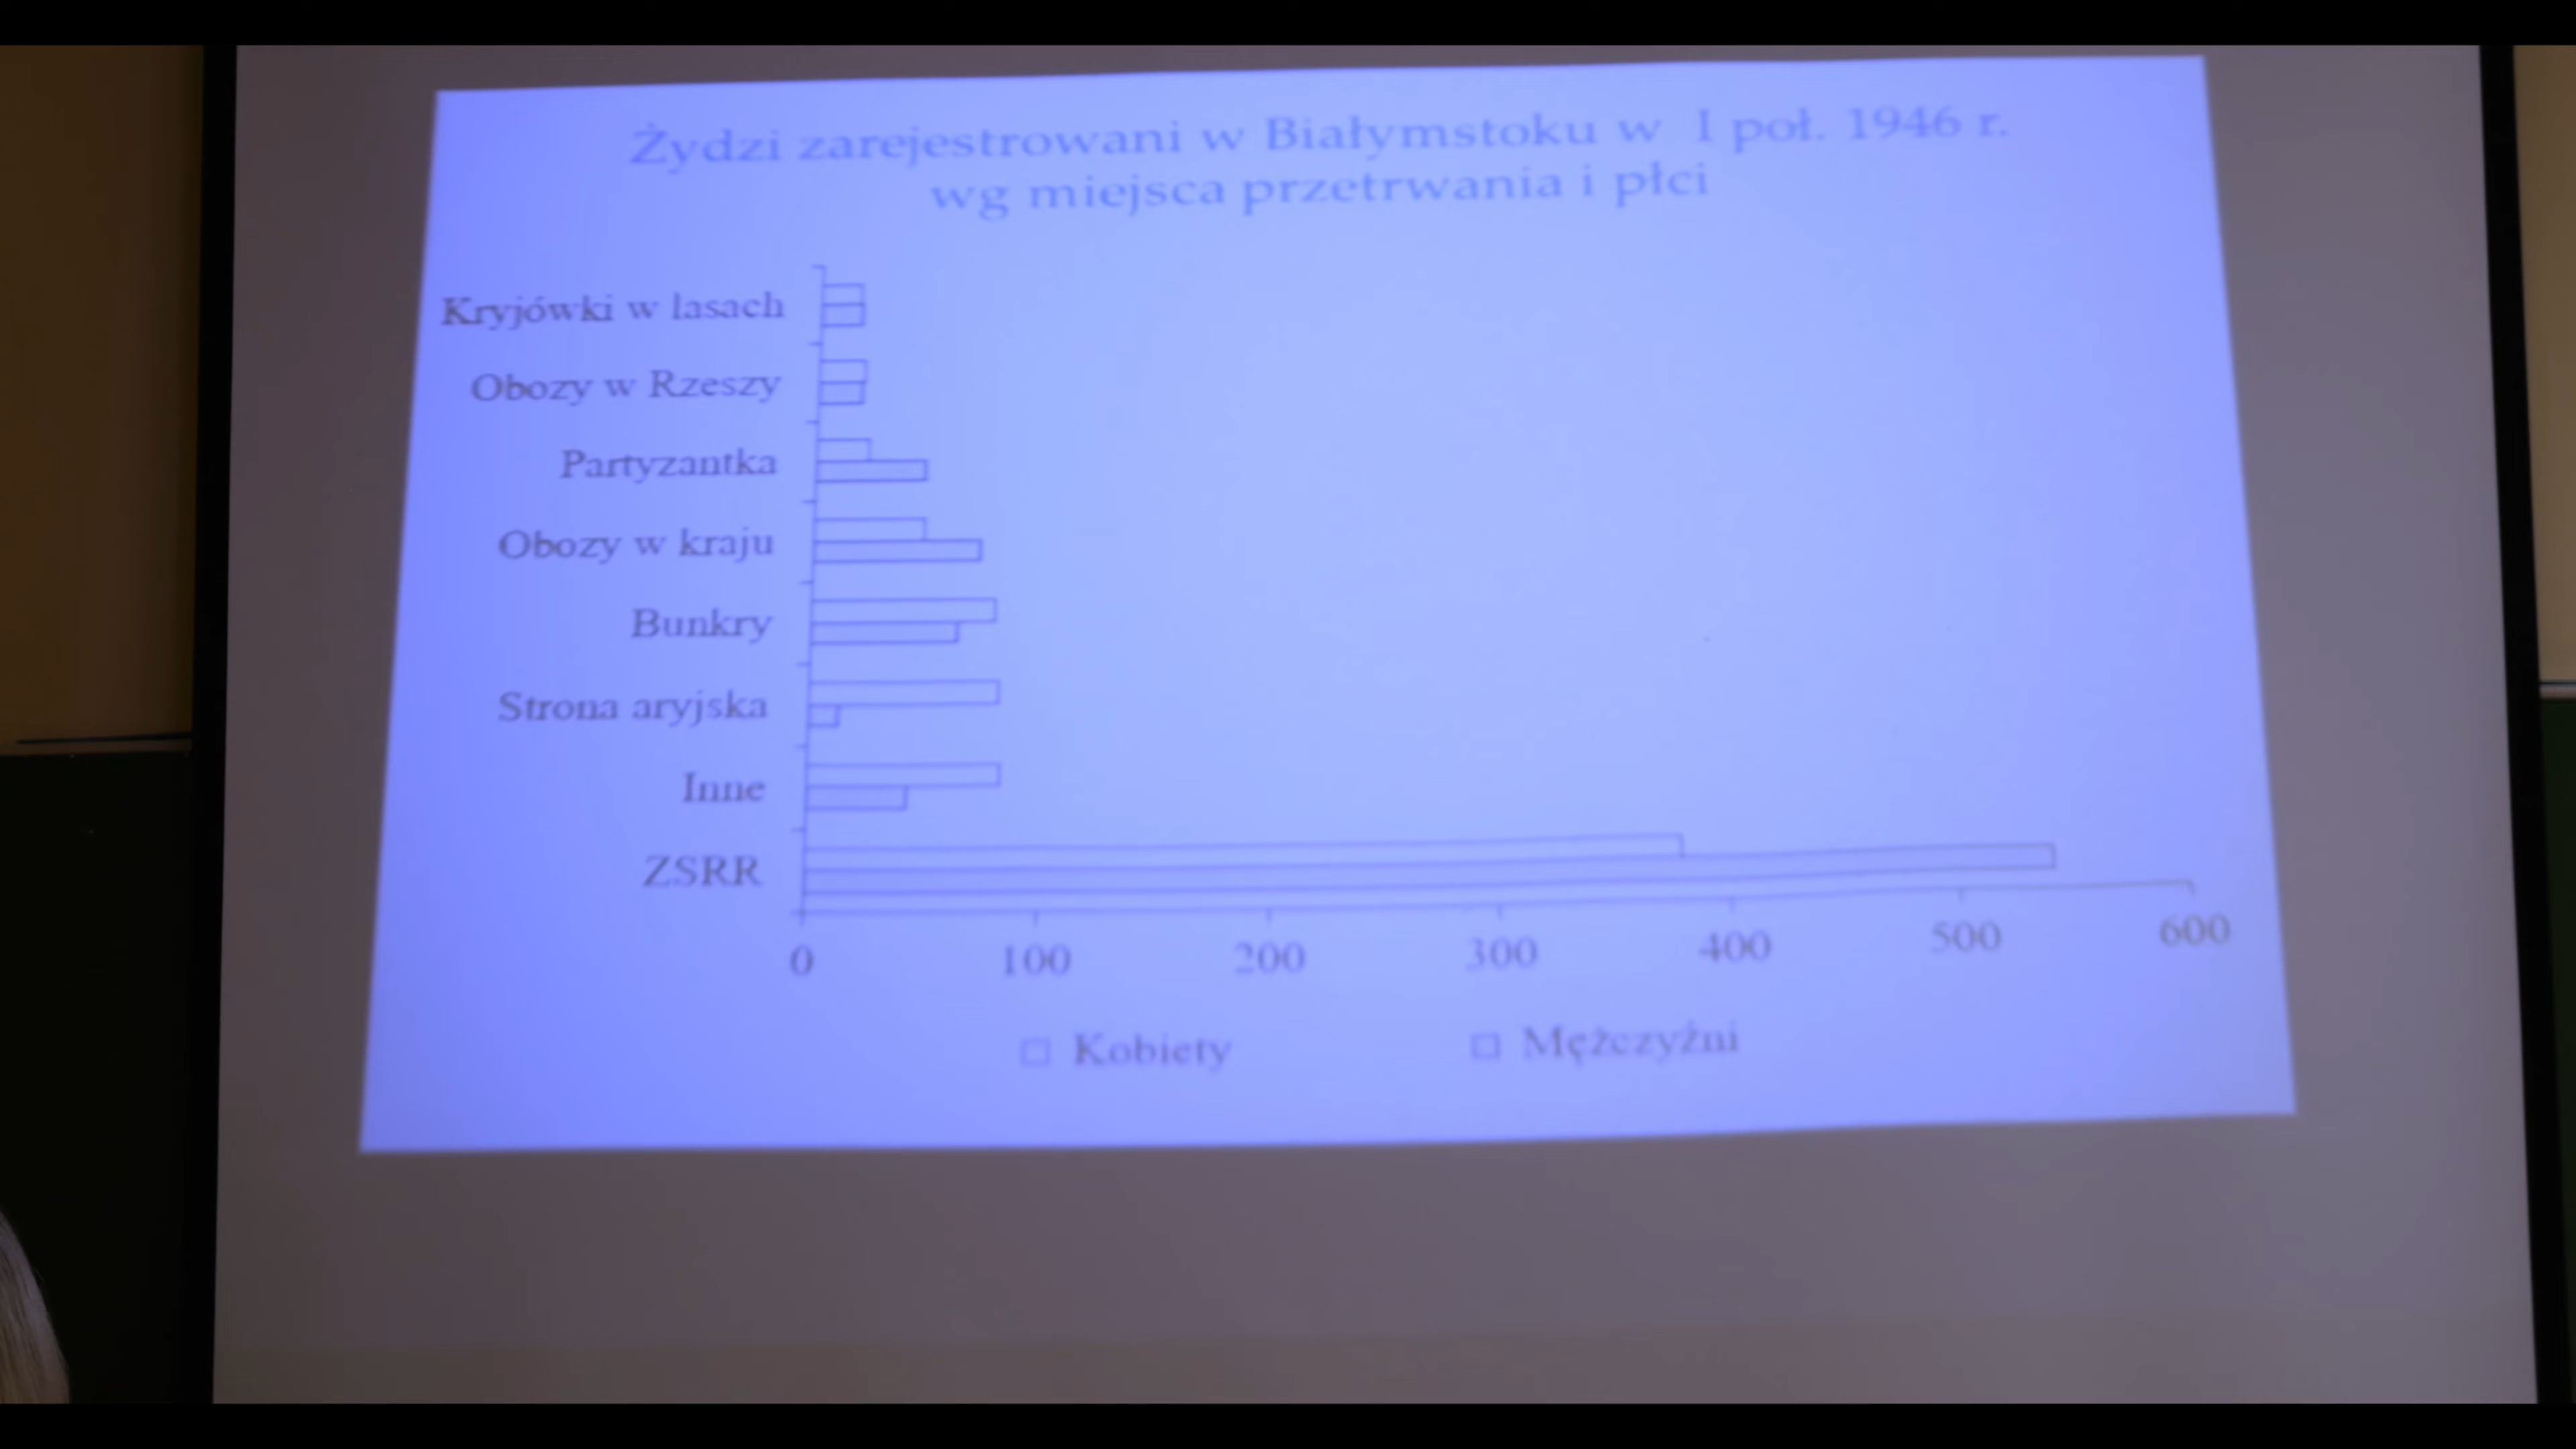 Żydzi zarejestrowani w Białymstoku w I poł. 1946 r.
wg miejsca przetrwania i płci
Kryjówki w lasach
Obozy w Rzeszy
Partyzantka
Obozy w kraju
Bunkry
Strona aryjska
Inne
ZSRR
0 100 200 300 400 500 600
Kobiety Mężczyźni